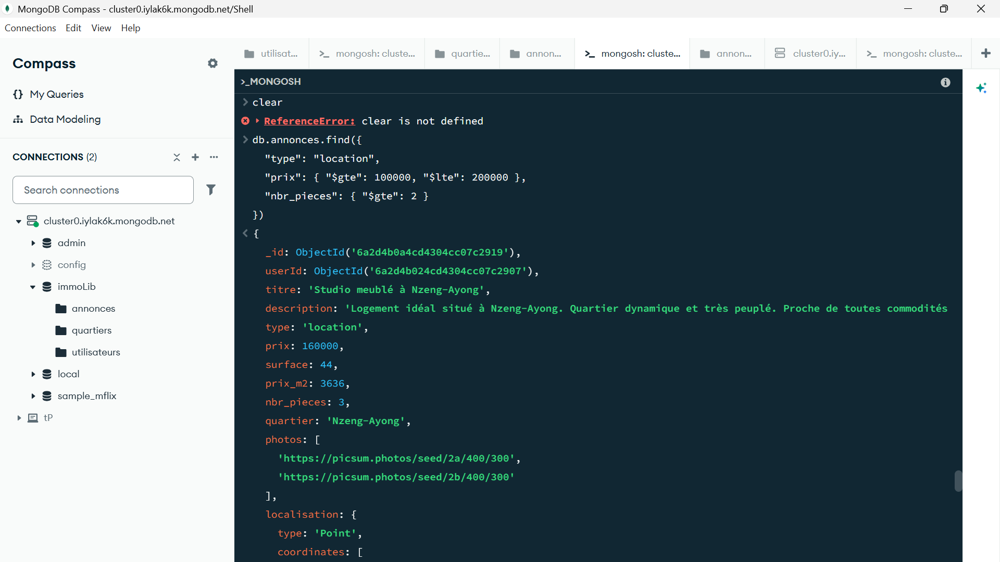 MongoDB Compass - cluster0.iylak6k.mongodb.net/Shell
Connections Edit View Help
Compass
My Queries
Data Modeling
CONNECTIONS (2)
Search connections
cluster0.iylak6k.mongodb.net
admin
config
immoLib
annonces
quartiers
utilisateurs
local
sample_mflix
tP
utilisat... mongosh: cluste... quartie... annon... mongosh: cluste... annon... cluster0.iy... mongosh: cluste...
>_MONGOSH
> clear
ReferenceError: clear is not defined
> db.annonces.find({
"type": "location",
"prix": { "$gte": 100000, "$lte": 200000 },
"nbr_pieces": { "$gte": 2 }
})
< {
_id: ObjectId('6a2d4b0a4cd4304cc07c2919'),
userId: ObjectId('6a2d4b024cd4304cc07c2907'),
titre: 'Studio meublé à Nzeng-Ayong',
description: 'Logement idéal situé à Nzeng-Ayong. Quartier dynamique et très peuplé. Proche de toutes commodités
type: 'location',
prix: 160000,
surface: 44,
prix_m2: 3636,
nbr_pieces: 3,
quartier: 'Nzeng-Ayong',
photos: [
'https://picsum.photos/seed/2a/400/300',
'https://picsum.photos/seed/2b/400/300'
],
localisation: {
type: 'Point',
coordinates: [